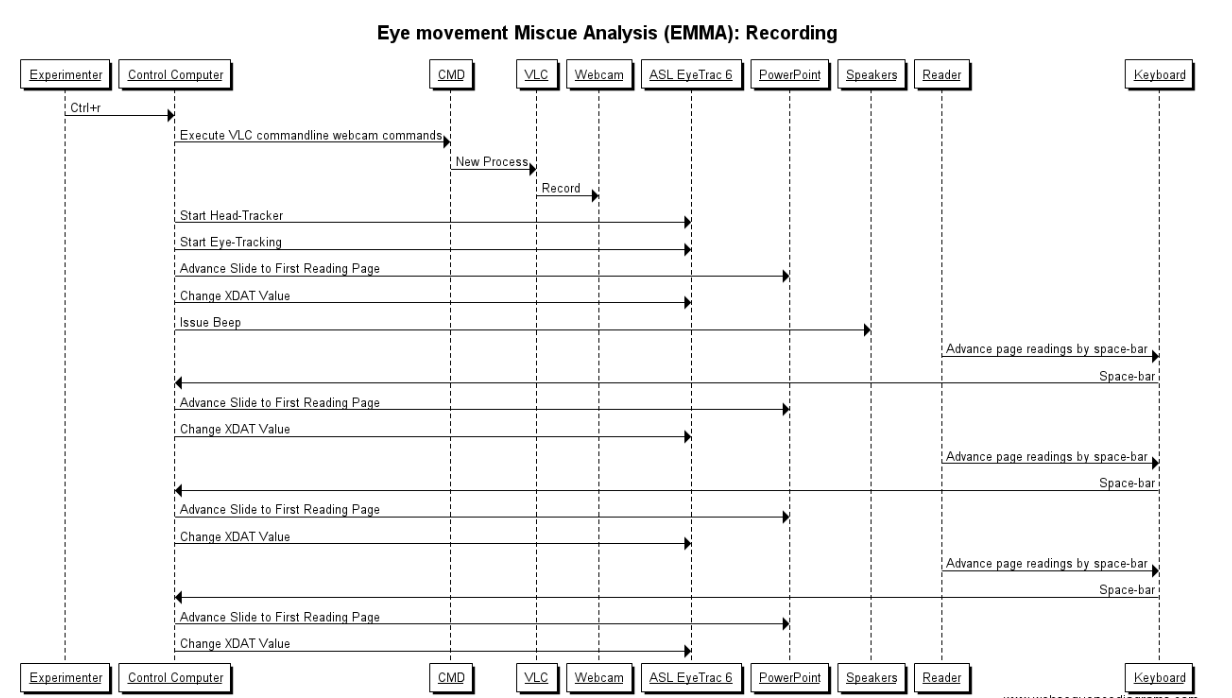 Eye movement Miscue Analysis (EMMA): Recording
Experimenter Control Computer CMD VLC Webcam ASL EyeTrac 6 PowerPoint Speakers Reader Keyboard
Ctrl+r
Execute VLC commandline webcam commands
New Process
Record
Start Head-Tracker
Start Eye-Tracking
Advance Slide to First Reading Page
Change XDAT Value
Issue Beep
Advance page readings by space-bar
Space-bar
Advance Slide to First Reading Page
Change XDAT Value
Advance page readings by space-bar
Space-bar
Advance Slide to First Reading Page
Change XDAT Value
Advance page readings by space-bar
Space-bar
Advance Slide to First Reading Page
Change XDAT Value
Experimenter Control Computer CMD VLC Webcam ASL EyeTrac 6 PowerPoint Speakers Reader Keyboard
www.websequencediagrams.com